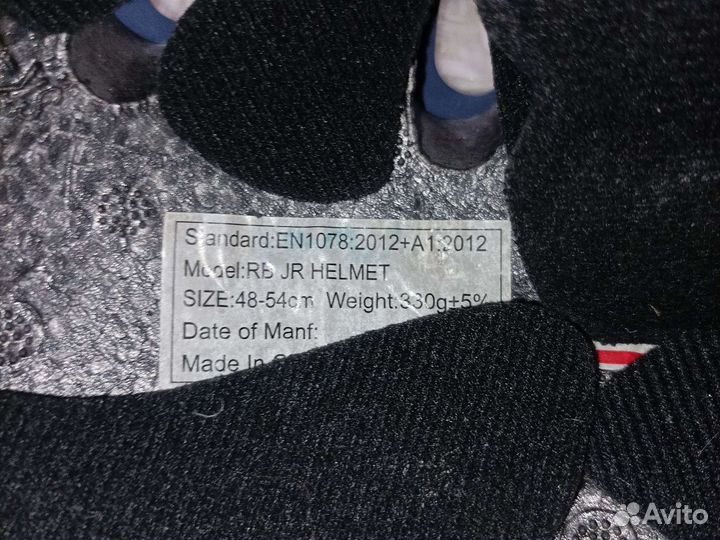 Standard:EN1078:2012+A1:2012
Model:RB JR HELMET
SIZE:48-54cm Weight:330g±5%
Date of Manf:
Made In
Avito